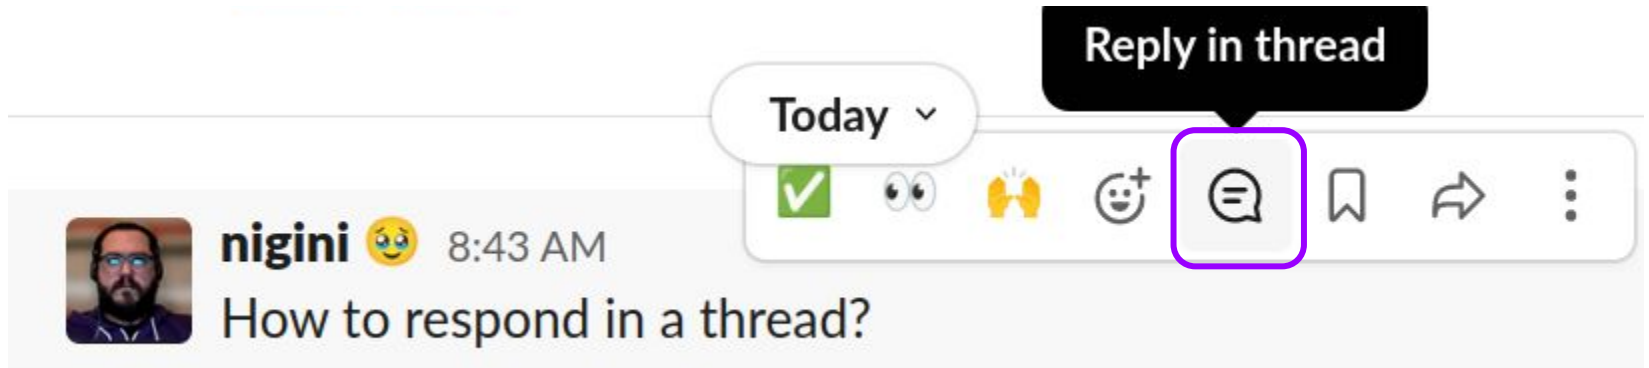 Reply in thread
Today
nigini 🥹 8:43 AM
How to respond in a thread?